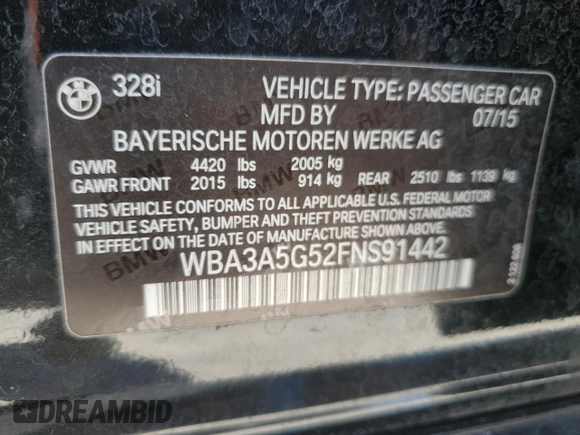 328i VEHICLE TYPE: PASSENGER CAR
MFD BY 07/15
BAYERISCHE MOTOREN WERKE AG
GVWR 4420 lbs 2005 kg
GAWR FRONT 2015 lbs 914 kg REAR 2510 lbs 1139 kg
THIS VEHICLE CONFORMS TO ALL APPLICABLE U.S. FEDERAL MOTOR
VEHICLE SAFETY, BUMPER AND THEFT PREVENTION STANDARDS
IN EFFECT ON THE DATE OF MANUFACTURE SHOWN ABOVE:
WBA3A5G52FNS91442
DREAMBID